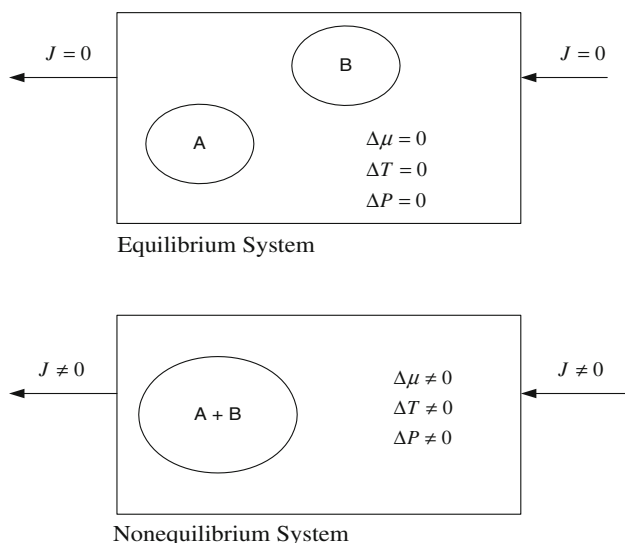 J = 0
B
J = 0
A
Δμ = 0
ΔT = 0
ΔP = 0
Equilibrium System
J ≠ 0
J ≠ 0
Δμ ≠ 0
ΔT ≠ 0
A + B
ΔP ≠ 0
Nonequilibrium System